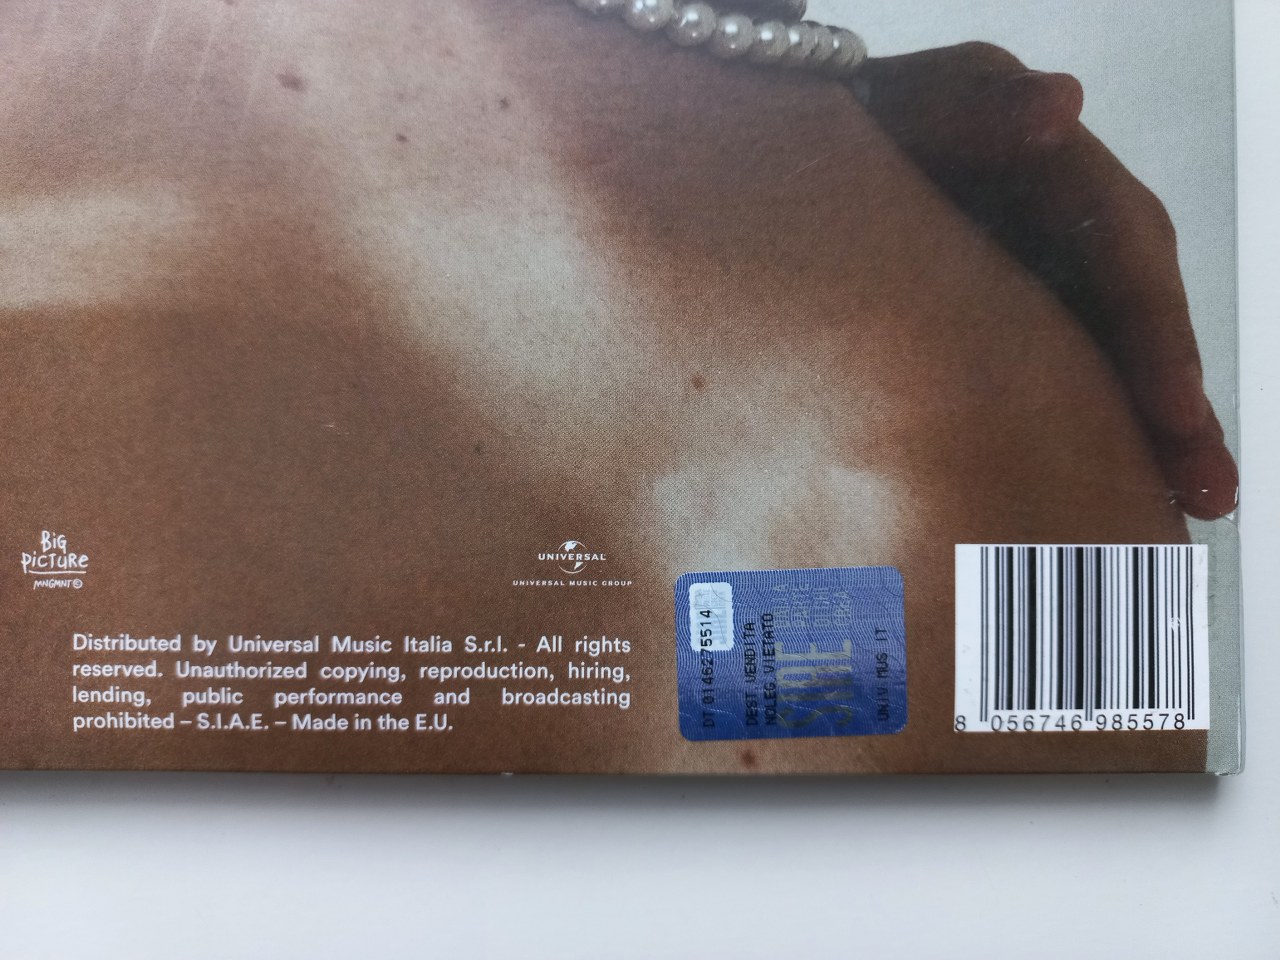 BIG
PICTURE
MNGMNT©
UNIVERSAL
UNIVERSAL MUSIC GROUP
Distributed by Universal Music Italia S.r.l. - All rights
reserved. Unauthorized copying, reproduction, hiring,
lending, public performance and broadcasting
prohibited – S.I.A.E. – Made in the E.U.
DT 0146275514
DEST VENDITA
NOLEG VIETATO
SIAE
UNIV MUS IT
8 056746 985578